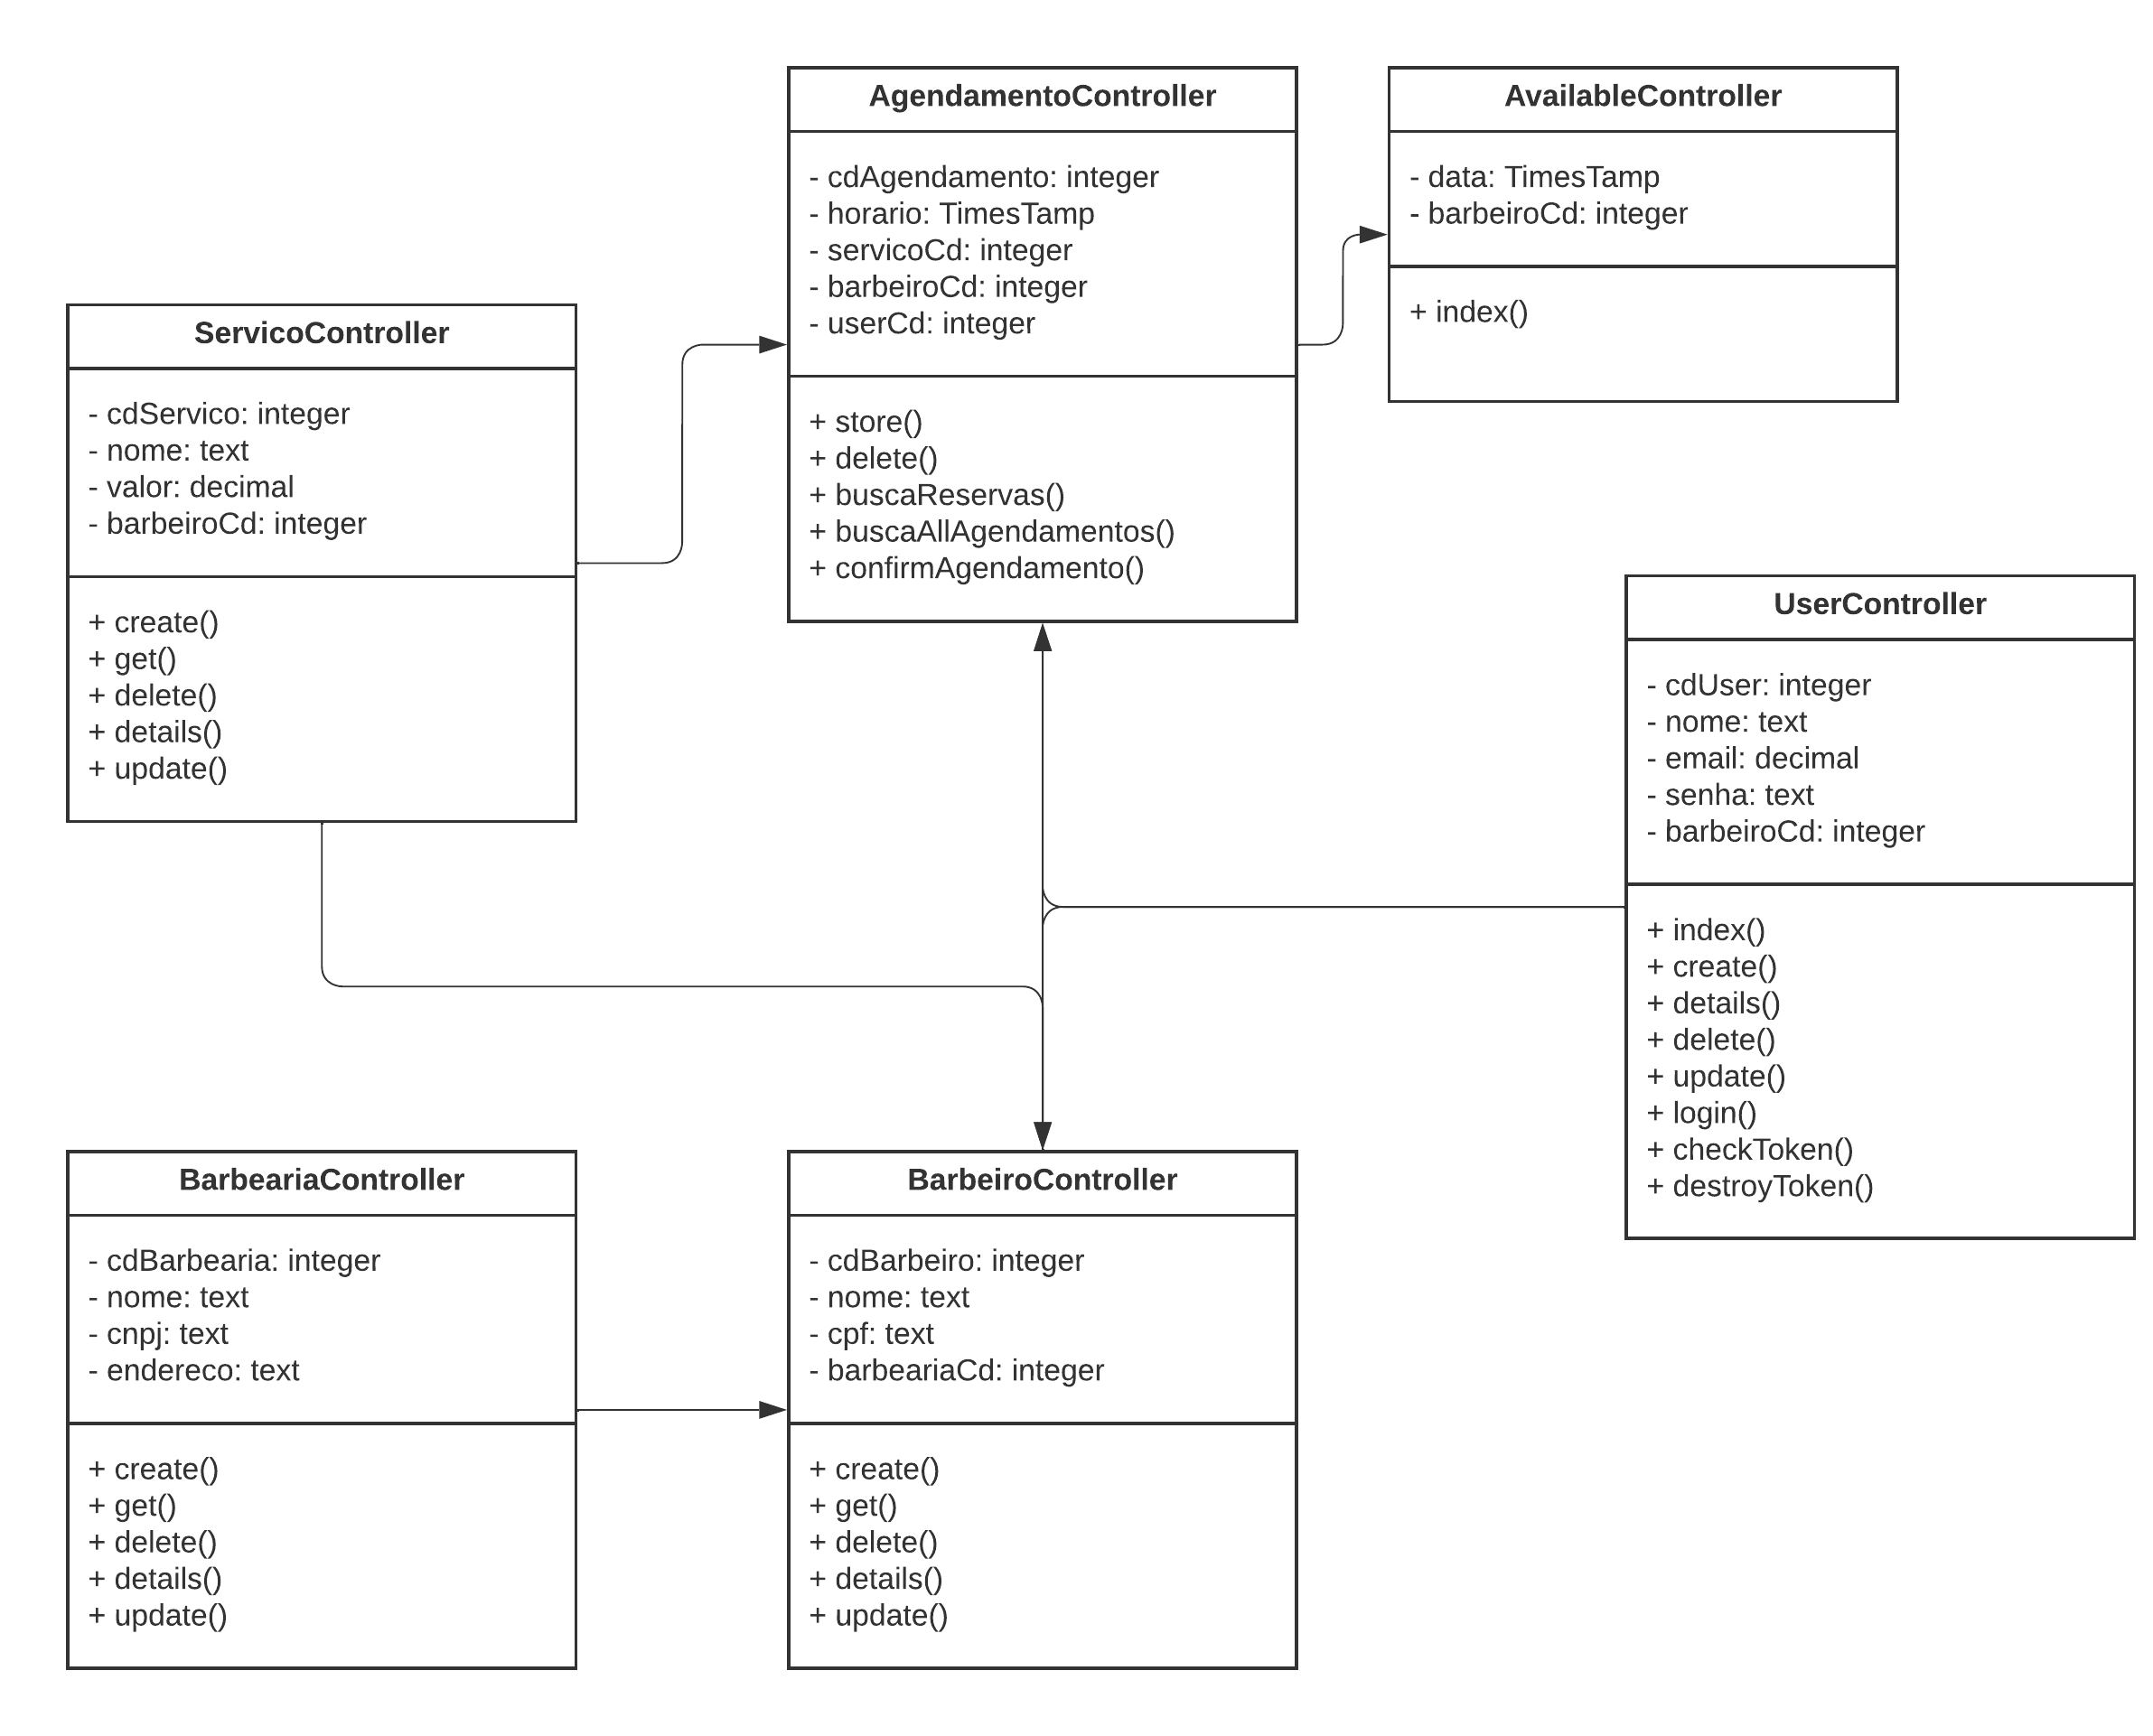 AgendamentoController
- cdAgendamento: integer
- horario: TimesTamp
- servicoCd: integer
- barbeiroCd: integer
- userCd: integer
+ store()
+ delete()
+ buscaReservas()
+ buscaAllAgendamentos()
+ confirmAgendamento()
AvailableController
- data: TimesTamp
- barbeiroCd: integer
+ index()
ServicoController
- cdServico: integer
- nome: text
- valor: decimal
- barbeiroCd: integer
+ create()
+ get()
+ delete()
+ details()
+ update()
UserController
- cdUser: integer
- nome: text
- email: decimal
- senha: text
- barbeiroCd: integer
+ index()
+ create()
+ details()
+ delete()
+ update()
+ login()
+ checkToken()
+ destroyToken()
BarbeariaController
- cdBarbearia: integer
- nome: text
- cnpj: text
- endereco: text
+ create()
+ get()
+ delete()
+ details()
+ update()
BarbeiroController
- cdBarbeiro: integer
- nome: text
- cpf: text
- barbeariaCd: integer
+ create()
+ get()
+ delete()
+ details()
+ update()